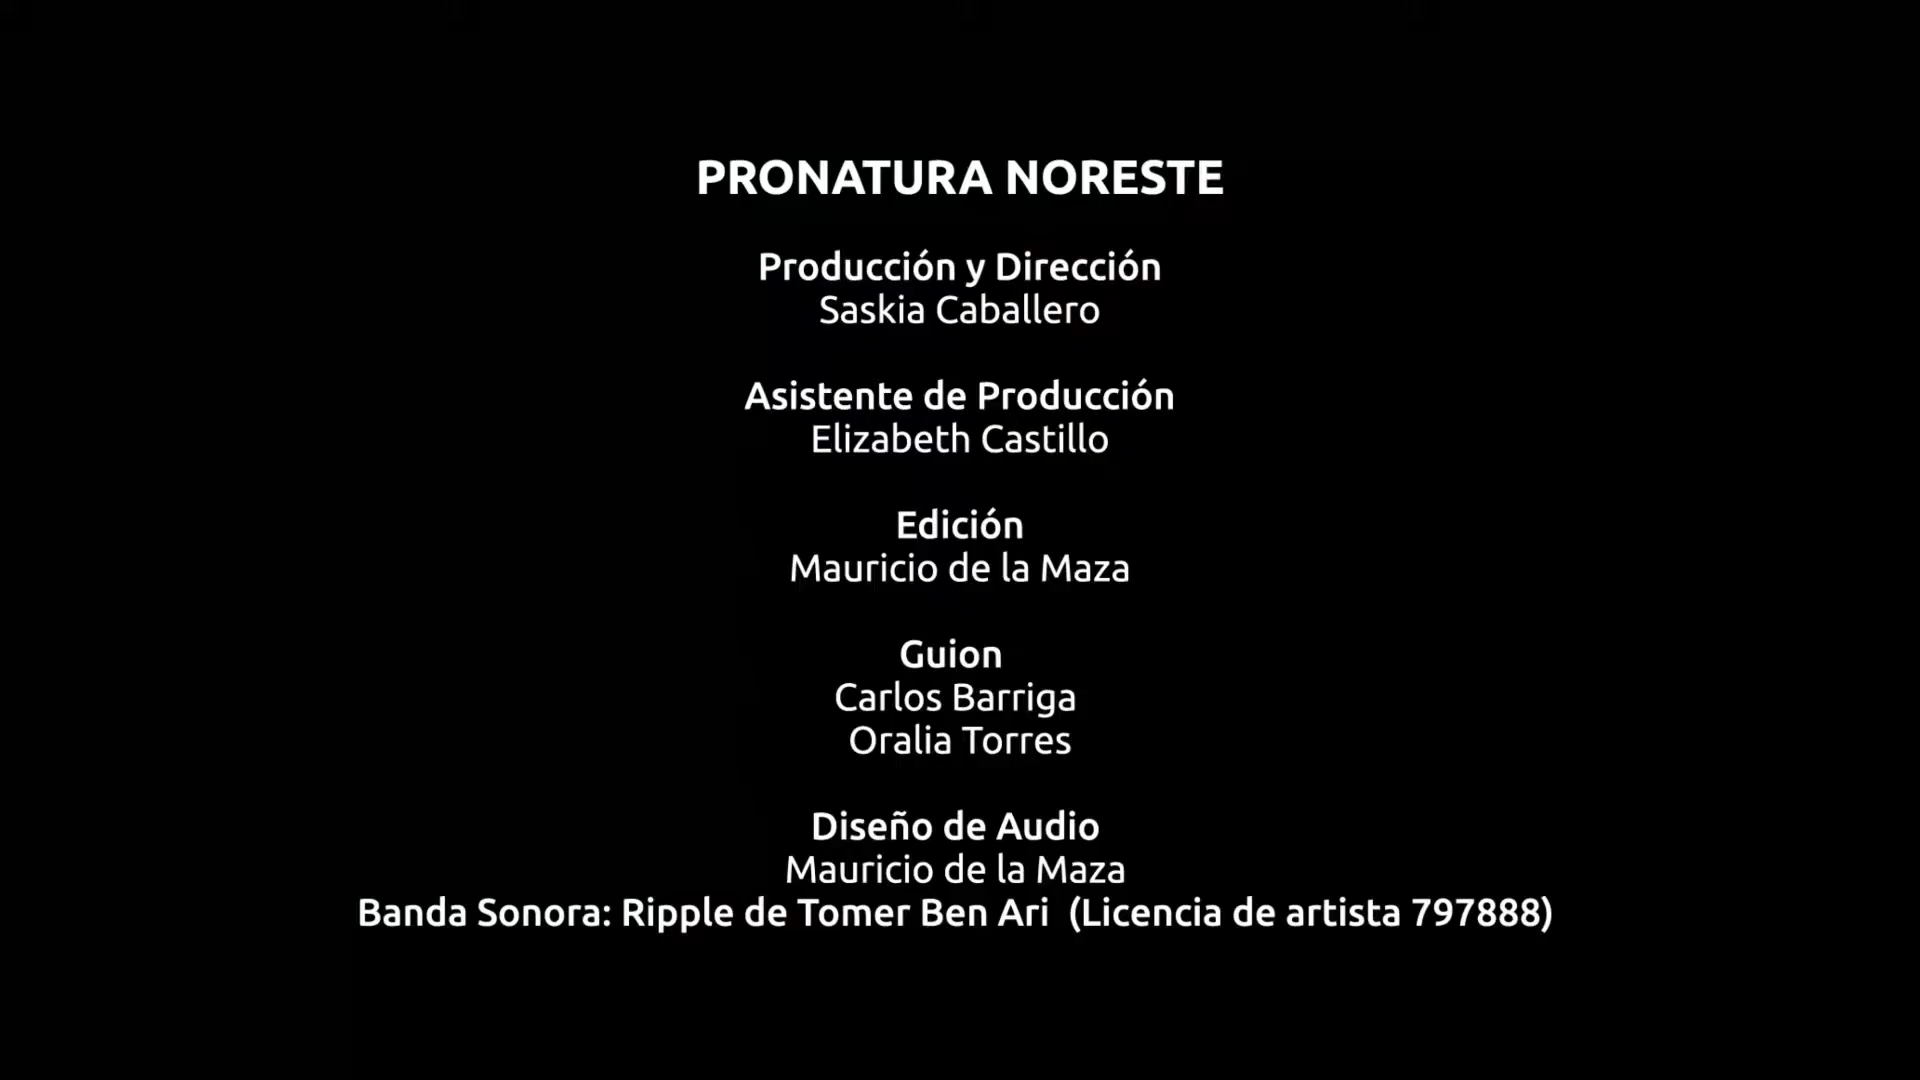 PRONATURA NORESTE
Producción y Dirección
Saskia Caballero
Asistente de Producción
Elizabeth Castillo
Edición
Mauricio de la Maza
Guion
Carlos Barriga
Oralia Torres
Diseño de Audio
Mauricio de la Maza
Banda Sonora: Ripple de Tomer Ben Ari  (Licencia de artista 797888)